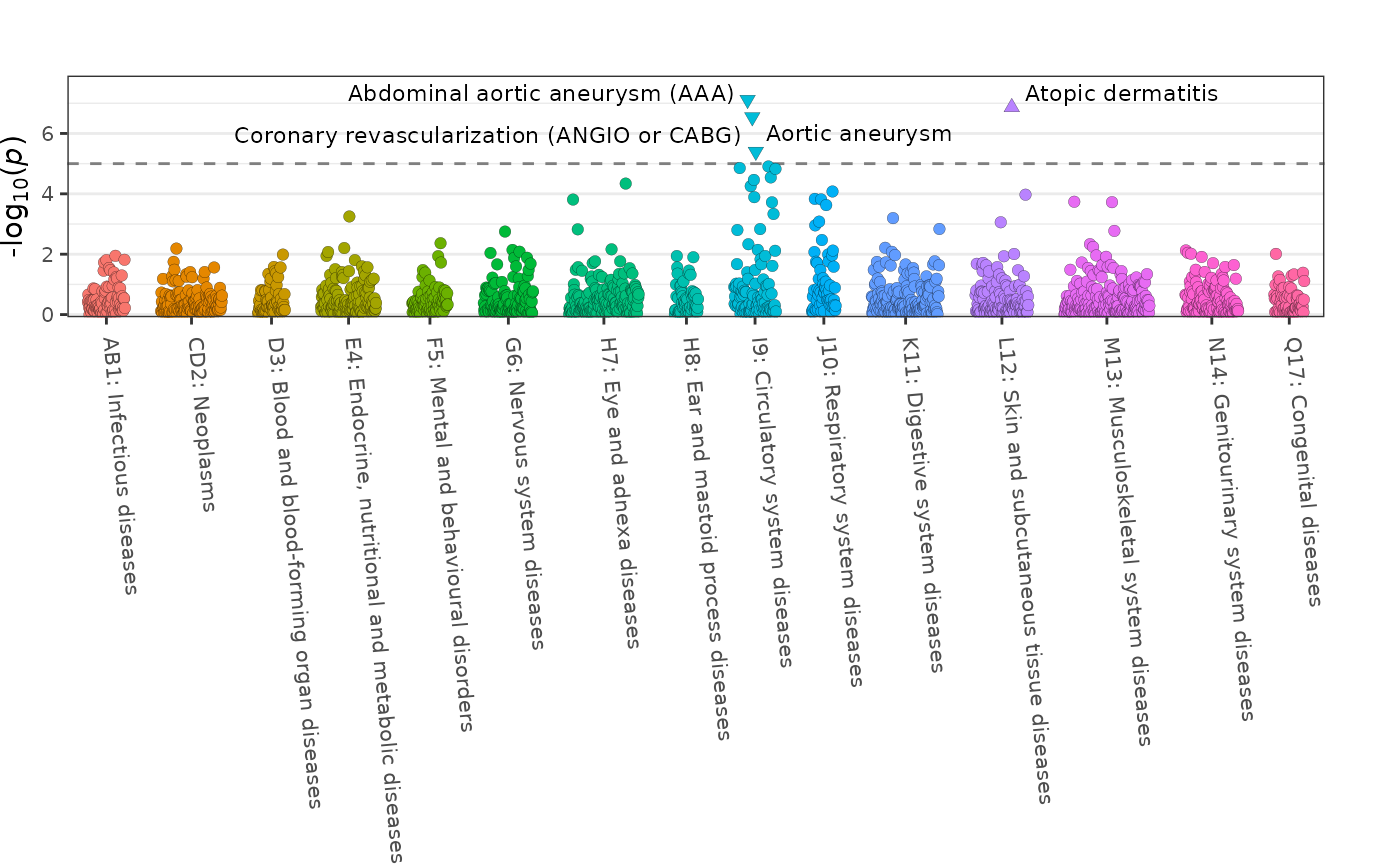 Abdominal aortic aneurysm (AAA)
Atopic dermatitis
Coronary revascularization (ANGIO or CABG)
Aortic aneurysm
-log10(p)
6
4
2
0
AB1: Infectious diseases
CD2: Neoplasms
D3: Blood and blood-forming organ diseases
E4: Endocrine, nutritional and metabolic diseases
F5: Mental and behavioural disorders
G6: Nervous system diseases
H7: Eye and adnexa diseases
H8: Ear and mastoid process diseases
I9: Circulatory system diseases
J10: Respiratory system diseases
K11: Digestive system diseases
L12: Skin and subcutaneous tissue diseases
M13: Musculoskeletal system diseases
N14: Genitourinary system diseases
Q17: Congenital diseases